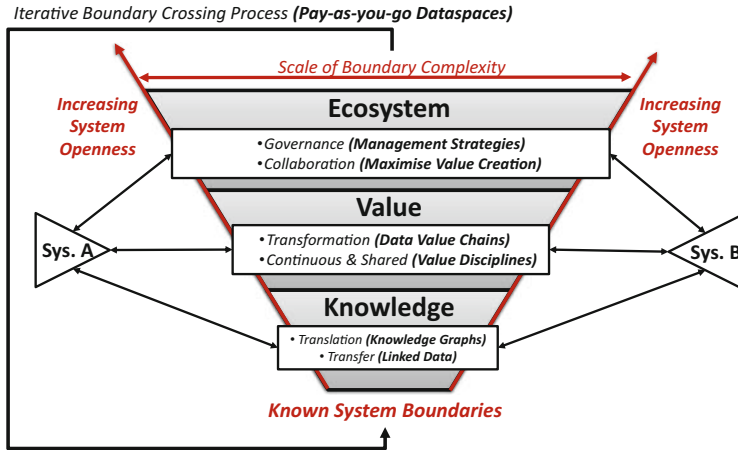 Iterative Boundary Crossing Process (Pay-as-you-go Dataspaces)
Scale of Boundary Complexity
Increasing
System
Openness
Increasing
System
Openness
Ecosystem
• Governance (Management Strategies)
• Collaboration (Maximise Value Creation)
Value
Sys. A
• Transformation (Data Value Chains)
• Continuous & Shared (Value Disciplines)
Sys. B
Knowledge
• Translation (Knowledge Graphs)
• Transfer (Linked Data)
Known System Boundaries